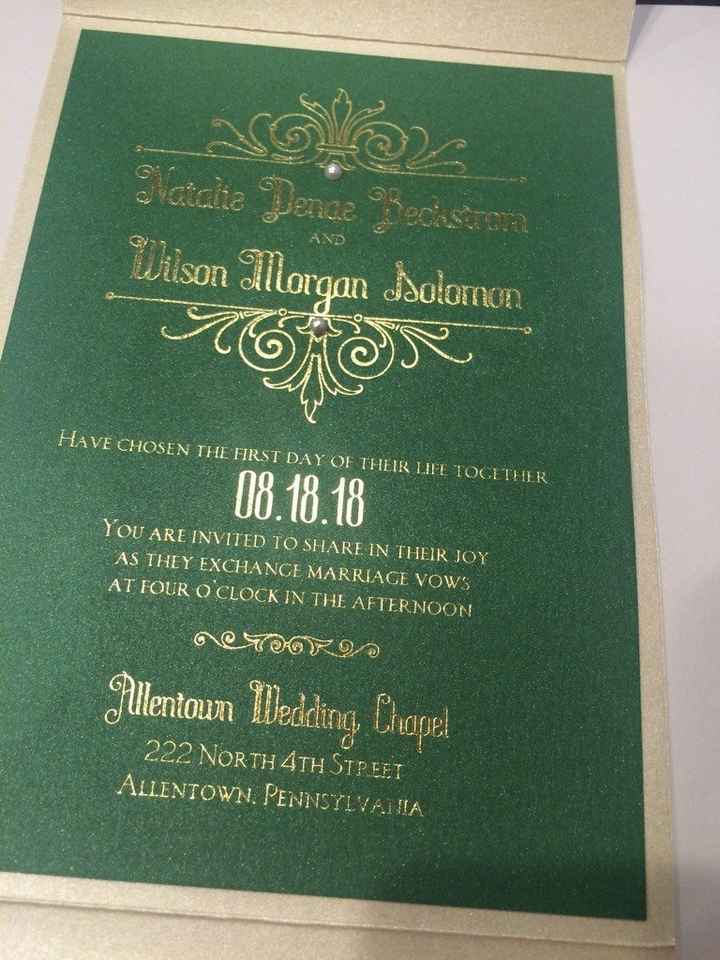 Natalie Denae Beckstrom
AND
Wilson Morgan Solomon
HAVE CHOSEN THE FIRST DAY OF THEIR LIFE TOGETHER
08.18.18
YOU ARE INVITED TO SHARE IN THEIR JOY
AS THEY EXCHANGE MARRIAGE VOWS
AT FOUR O'CLOCK IN THE AFTERNOON
Allentown Wedding Chapel
222 NORTH 4TH STREET
ALLENTOWN, PENNSYLVANIA